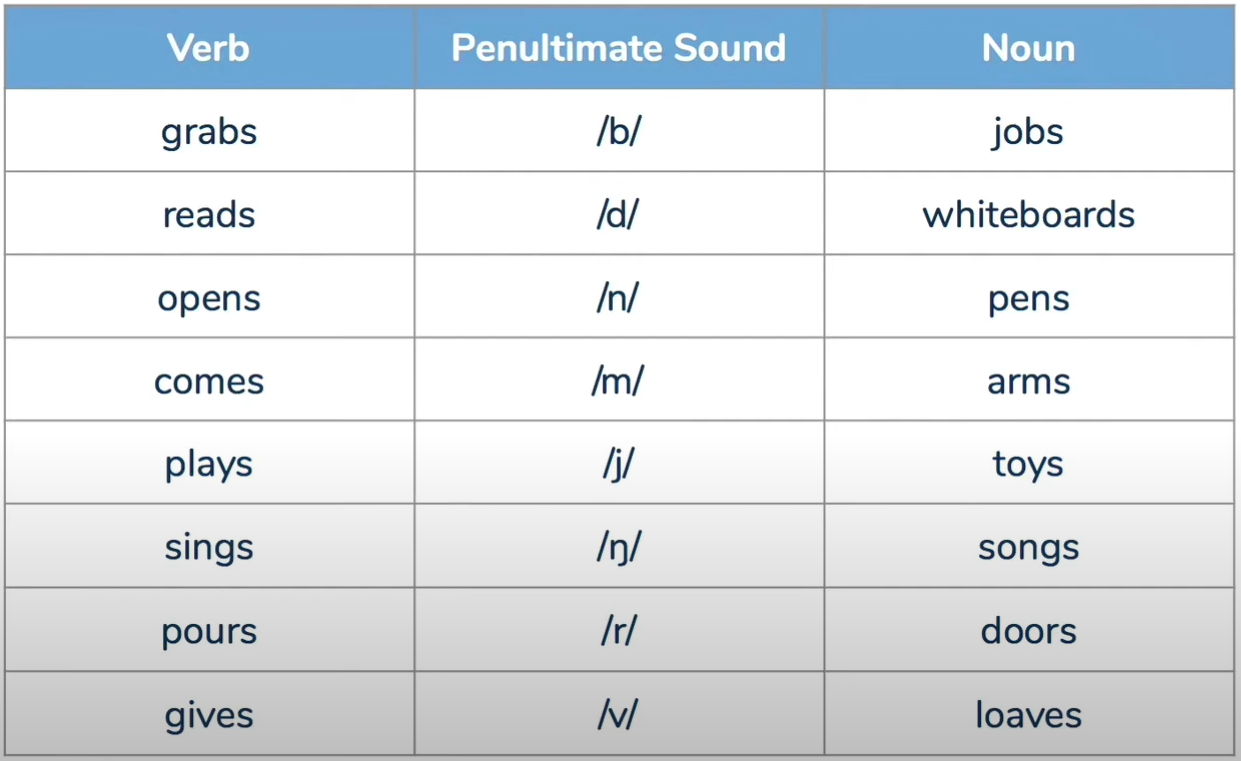 Verb Penultimate Sound Noun
grabs /b/ jobs
reads /d/ whiteboards
opens /n/ pens
comes /m/ arms
plays /j/ toys
sings /ŋ/ songs
pours /r/ doors
gives /v/ loaves